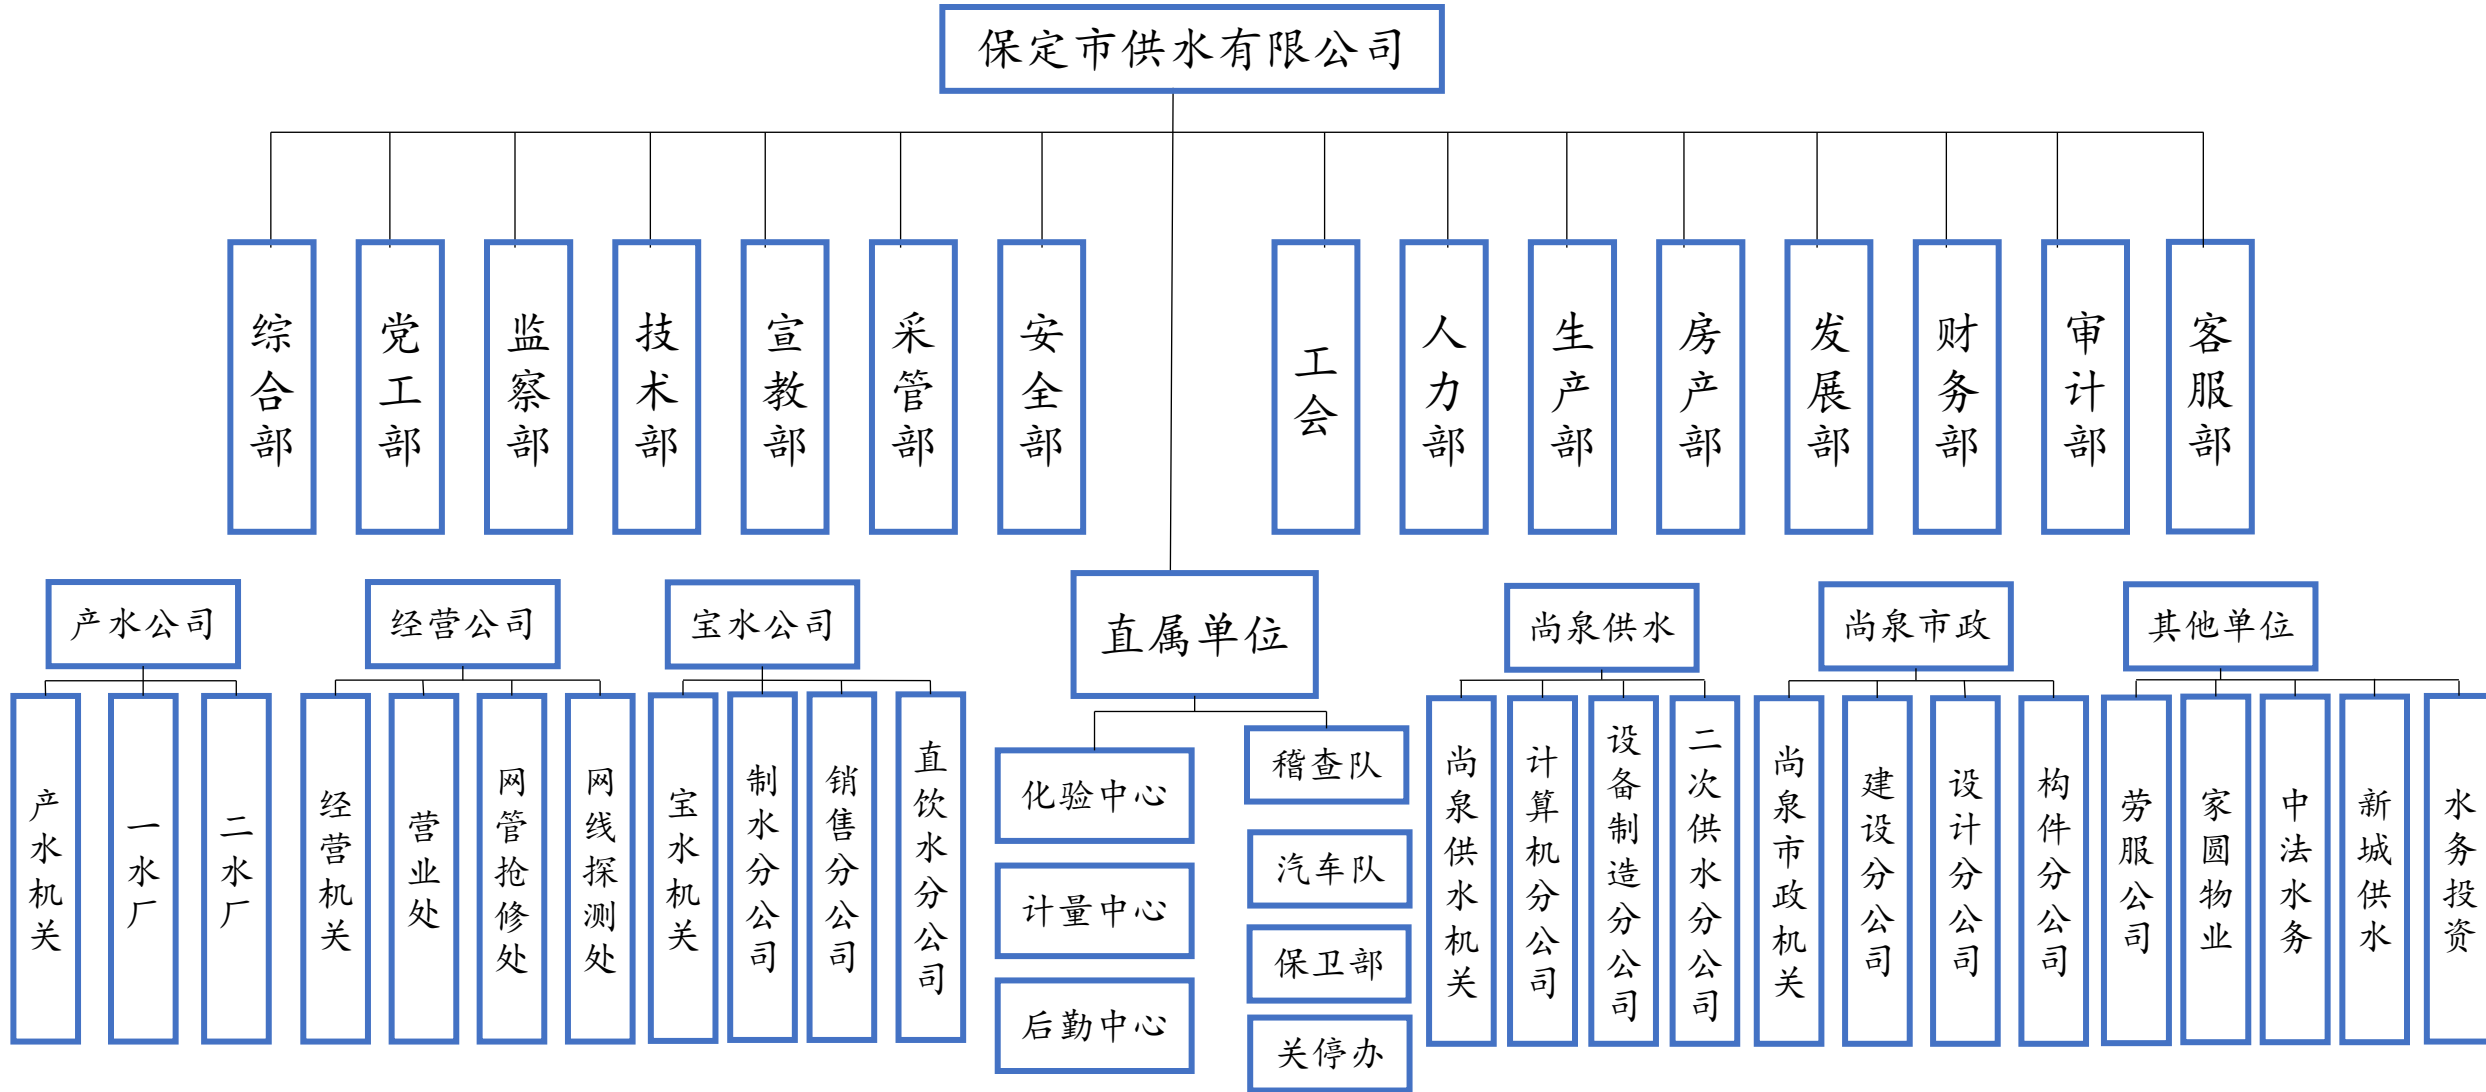 保定市供水有限公司
综合部
党工部
监察部
技术部
宣教部
采管部
安全部
工会
人力部
生产部
房产部
发展部
财务部
审计部
客服部
产水公司
经营公司
宝水公司
直属单位
尚泉供水
尚泉市政
其他单位
产水机关
一水厂
二水厂
经营机关
营业处
网管抢修处
网线探测处
宝水机关
制水分公司
销售分公司
直饮水分公司
化验中心
计量中心
后勤中心
稽查队
汽车队
保卫部
关停办
尚泉供水机关
计算机分公司
设备制造分公司
二次供水分公司
尚泉市政机关
建设分公司
设计分公司
构件分公司
劳服公司
家圆物业
中法水务
新城供水
水务投资